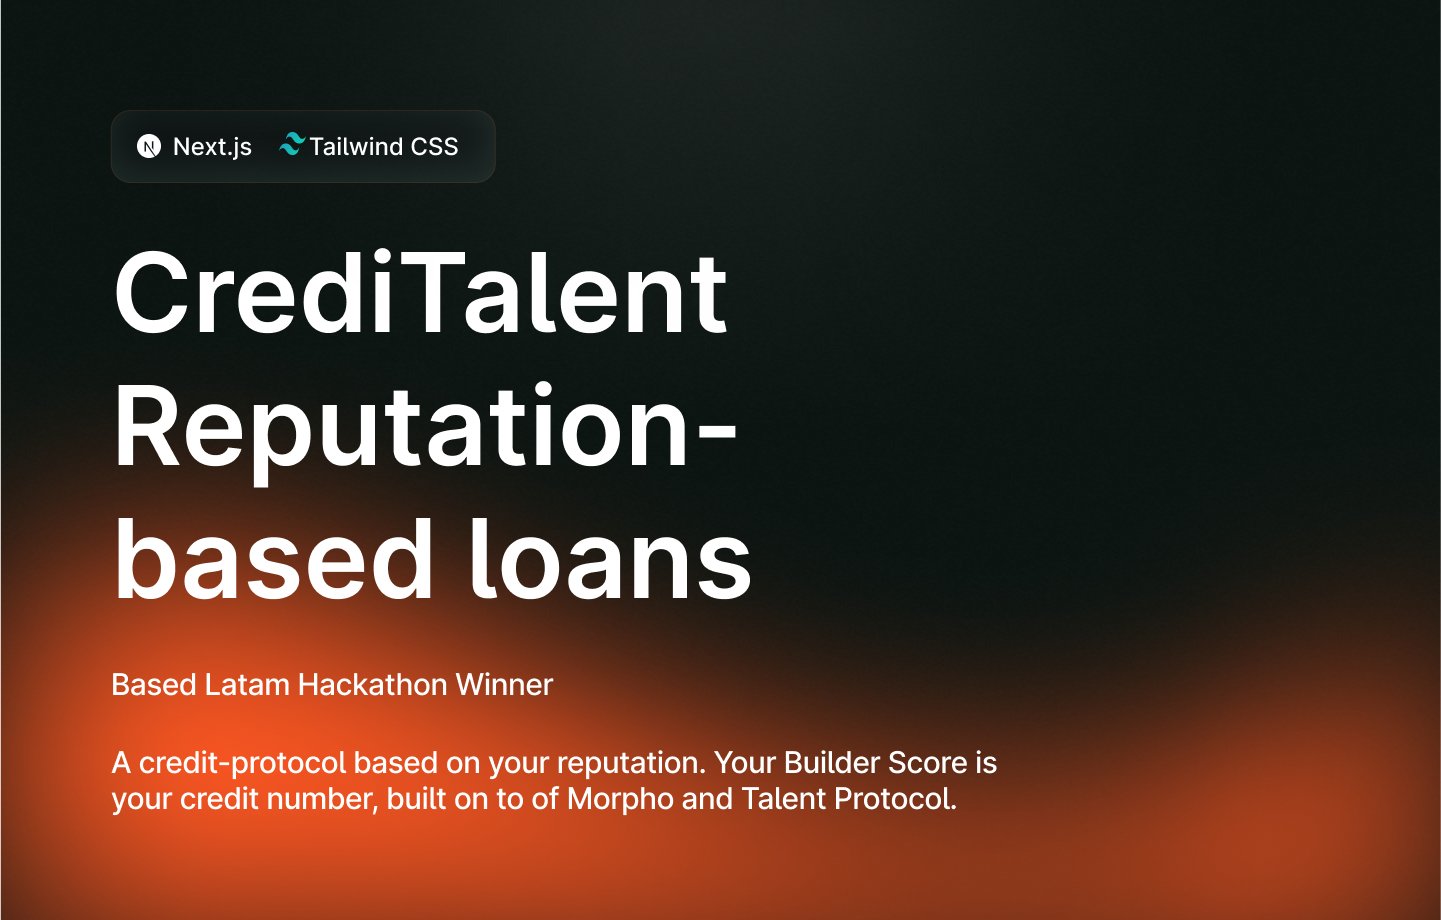 Next.js Tailwind CSS
CrediTalent
Reputation-
based loans
Based Latam Hackathon Winner
A credit-protocol based on your reputation. Your Builder Score is
your credit number, built on to of Morpho and Talent Protocol.